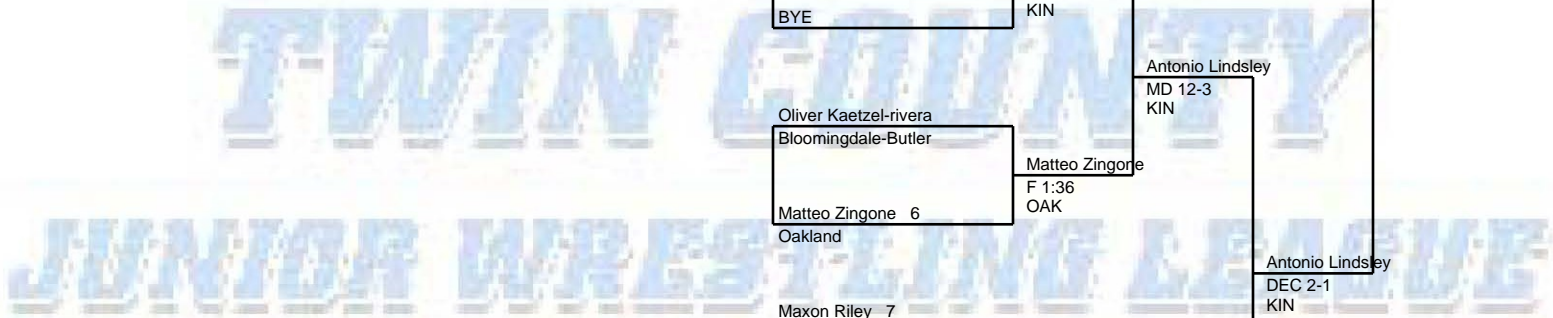 BYE
KIN
TWIN COUNTY
Antonio Lindsley
MD 12-3
KIN
Oliver Kaetzel-rivera
Bloomingdale-Butler
Matteo Zingone
F 1:36
OAK
Matteo Zingone 6
Oakland
JUNIOR WRESTLING LEAGUE
Antonio Lindsley
DEC 2-1
KIN
Maxon Riley 7